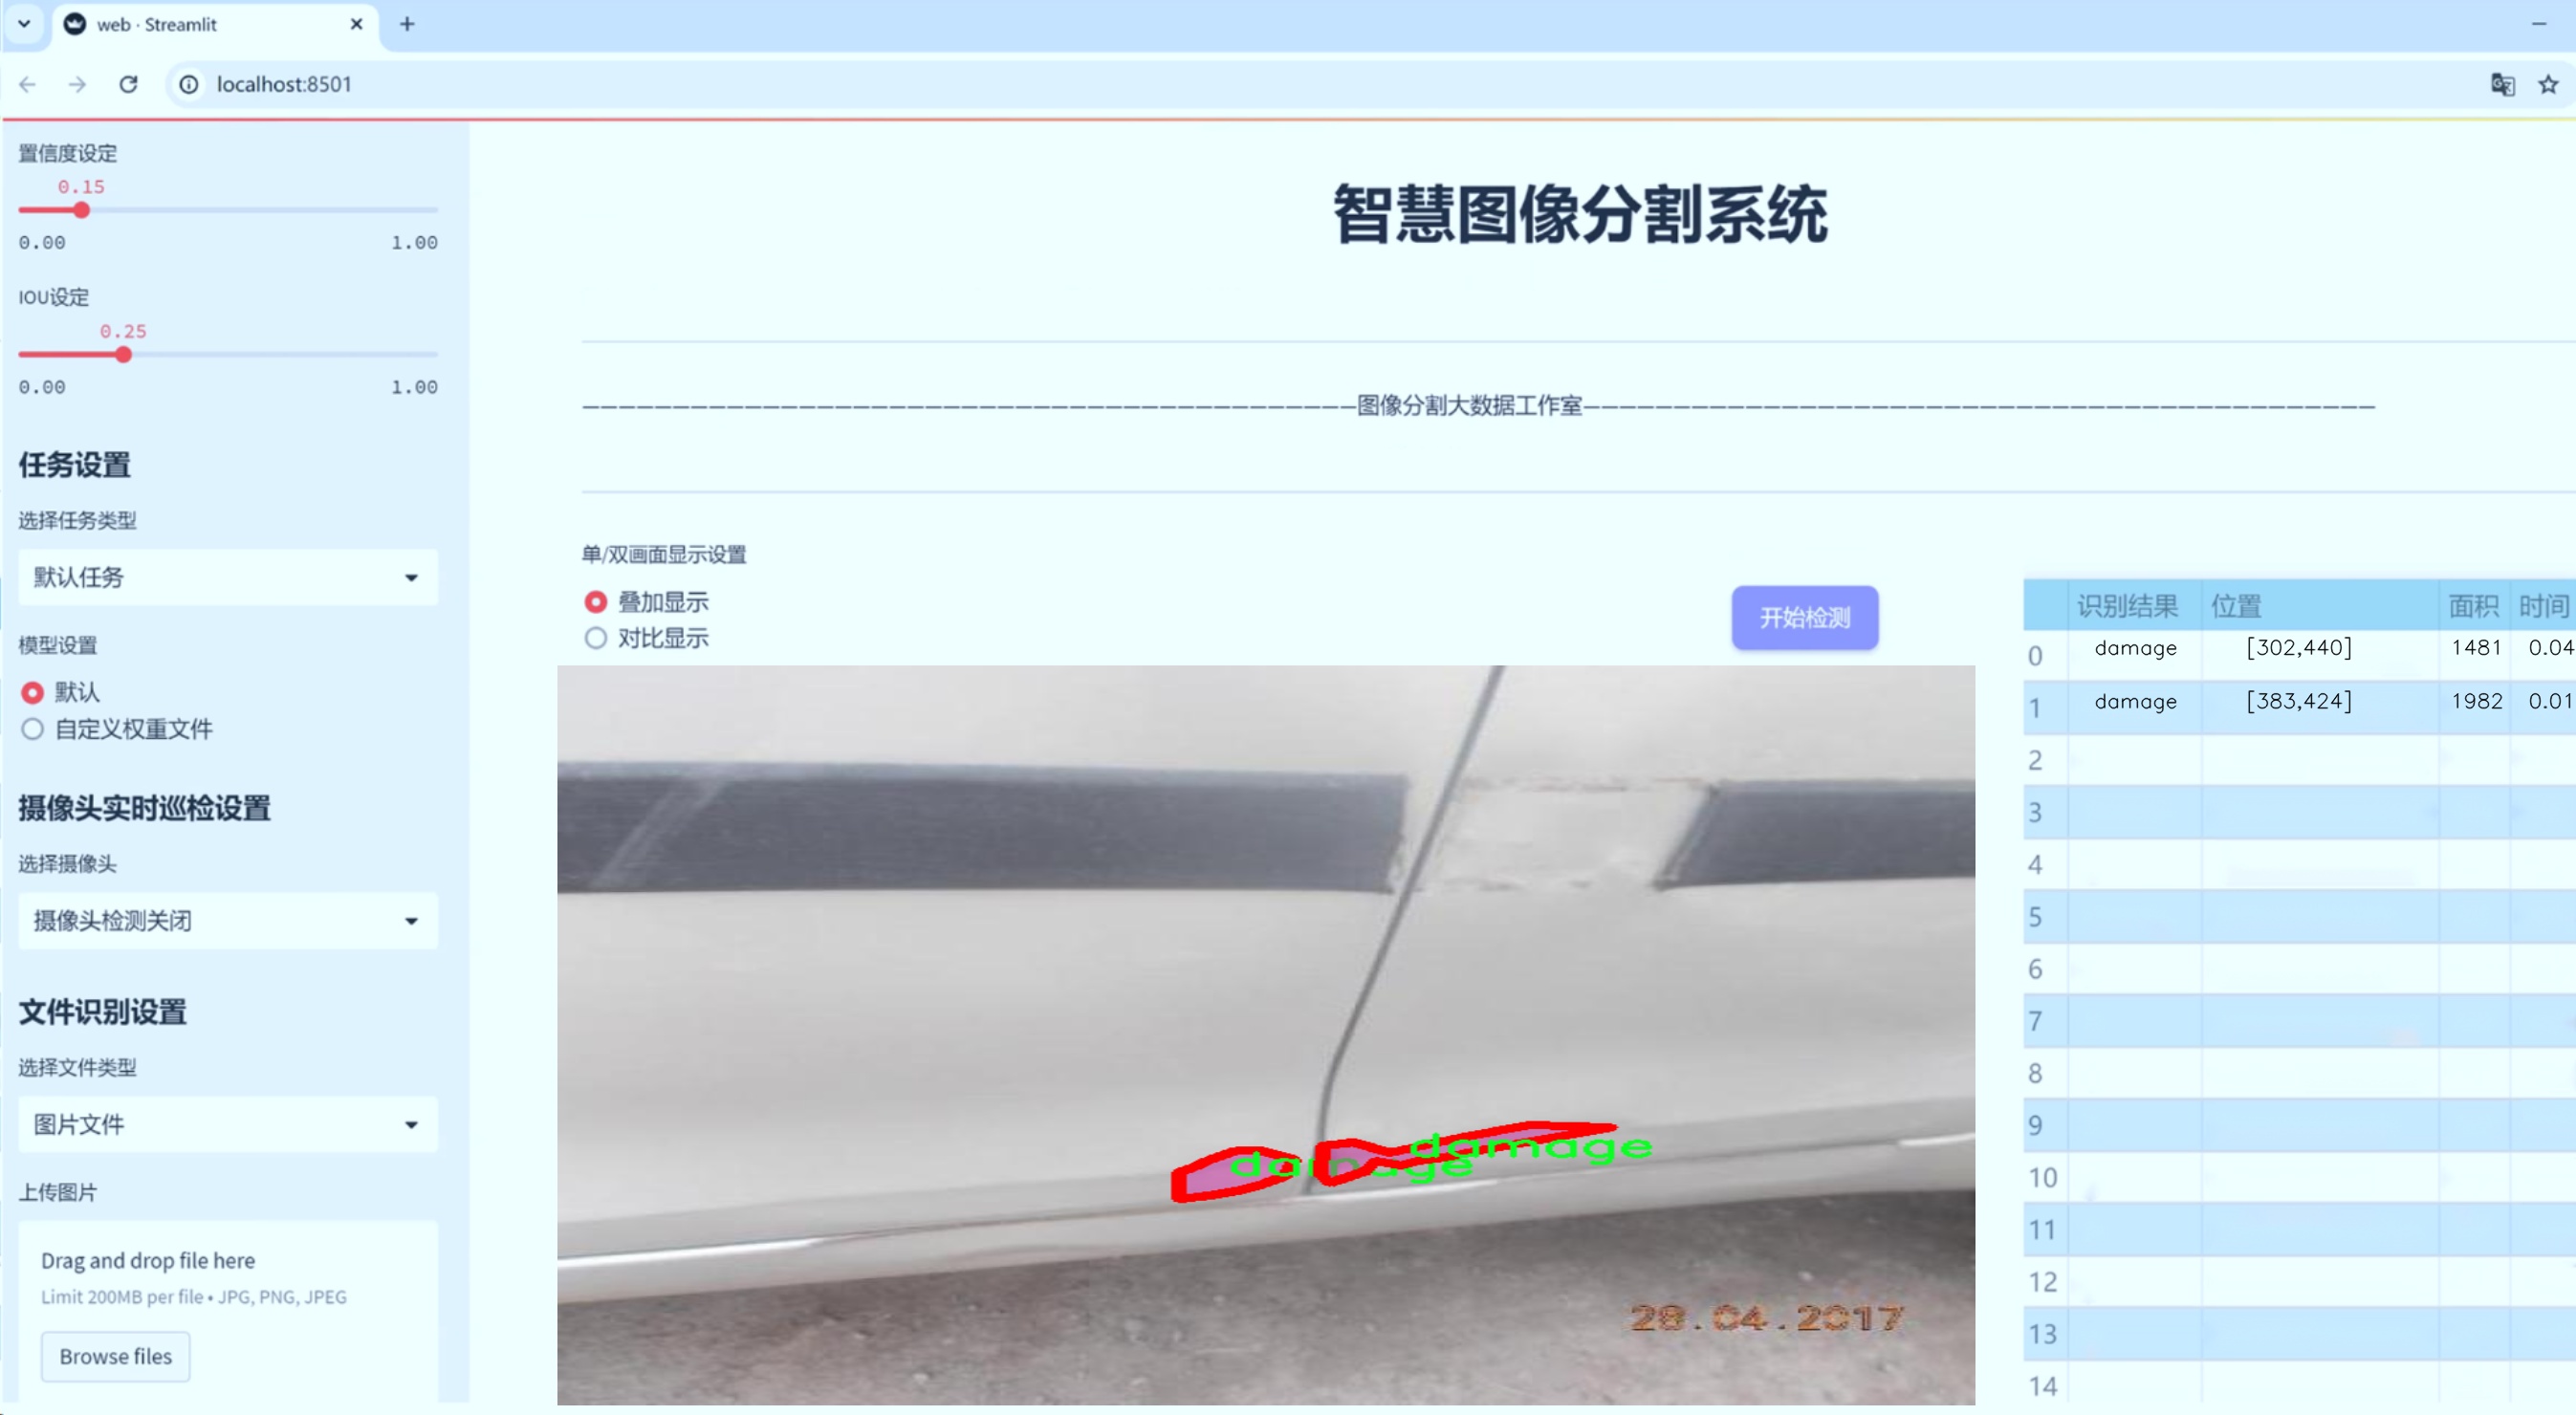 web · Streamlit
localhost:8501
置信度设定
0.15
0.00 1.00
IOU设定
0.25
0.00 1.00
任务设置
选择任务类型
默认任务
模型设置
默认
自定义权重文件
摄像头实时巡检设置
选择摄像头
摄像头检测关闭
文件识别设置
选择文件类型
图片文件
上传图片
Drag and drop file here
Limit 200MB per file • JPG, PNG, JPEG
Browse files
智慧图像分割系统
———————————————————————————————————————————图像分割大数据工作室————————————————————————————————————————————
单/双画面显示设置
叠加显示
对比显示
开始检测
damage
damage
28.04.2017
识别结果 位置 面积 时间
0 damage [302,440] 1481 0.04
1 damage [383,424] 1982 0.01
2
3
4
5
6
7
8
9
10
11
12
13
14